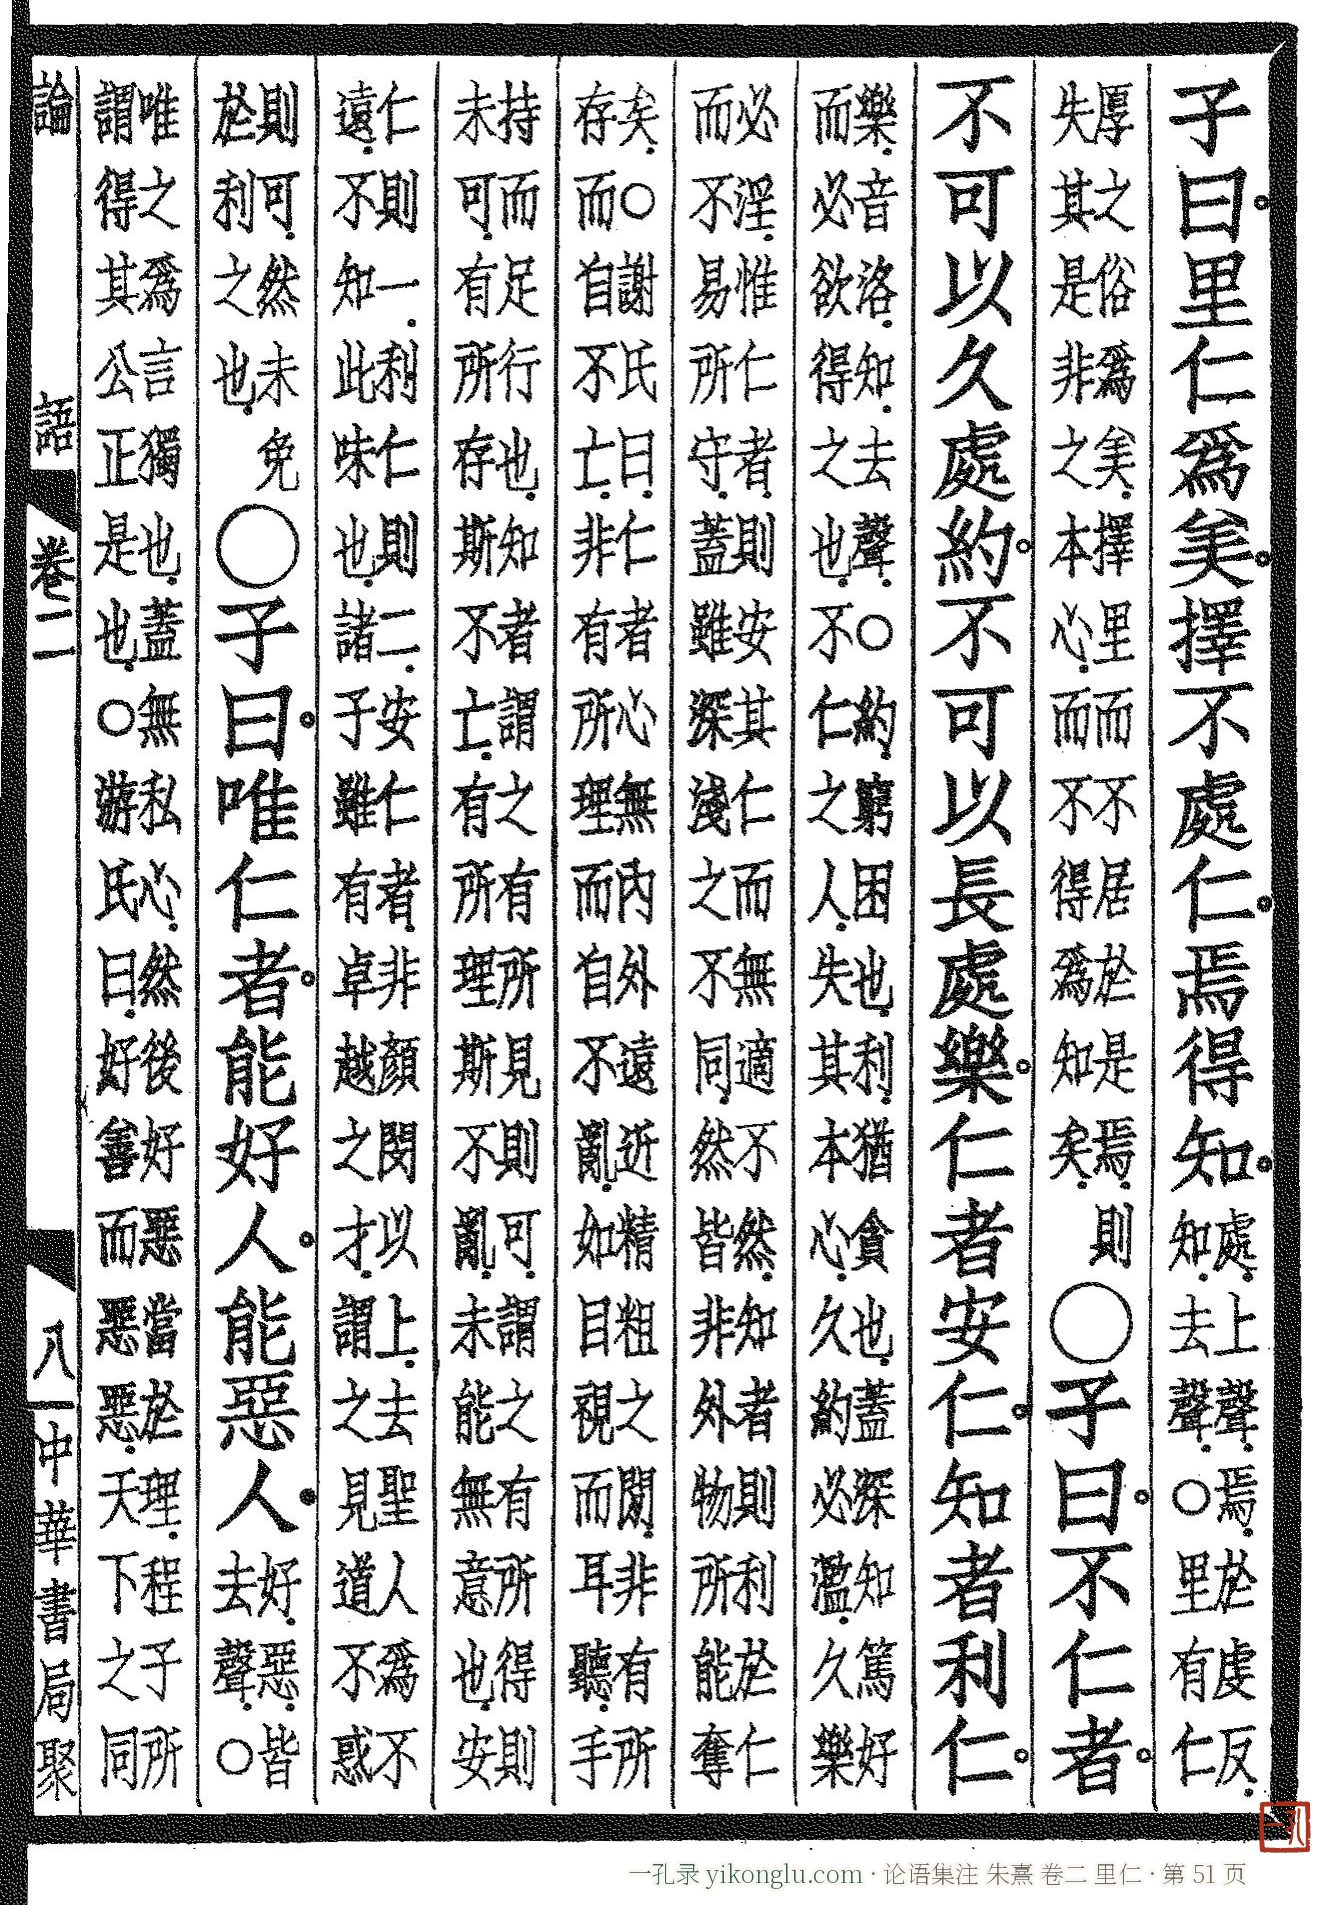 子曰里仁爲美擇不處仁焉得知處上聲焉於虔反
知去聲○里有仁
厚之俗爲美擇里而不居於是焉則
失其是非之本心而不得爲知矣○子曰不仁者
不可以久處約不可以長處樂仁者安仁知者利仁
樂音洛知去聲○約窮困也利猶貪也蓋深知篤好
而必欲得之也不仁之人失其本心久約必濫久樂
必淫惟仁者則安其仁而無適不然知者則利於仁
而不易所守蓋雖深淺之不同然皆非外物所能奪
矣○謝氏曰仁者心無內外遠近精粗之閒非有所
存而自不亡非有所理而自不亂如目視而耳聽手
持而足行也知者謂之有所見則可謂之有所得則
未可有所存斯不亡有所理斯不亂未能無意也安
仁則一利仁則二安仁者非顏閔以上去聖人爲不
遠不知此味也諸子雖有卓越之才謂之見道不惑
則可然未免
於利之也○子曰唯仁者能好人能惡人好惡皆
去聲○
唯之爲言獨也蓋無私心然後好惡當於理程子所
謂得其公正是也○游氏曰好善而惡惡天下之同
論語 卷二 八一中華書局聚
一孔
一孔录 yikonglu.com · 论语集注 朱熹 卷二 里仁 · 第 51 页